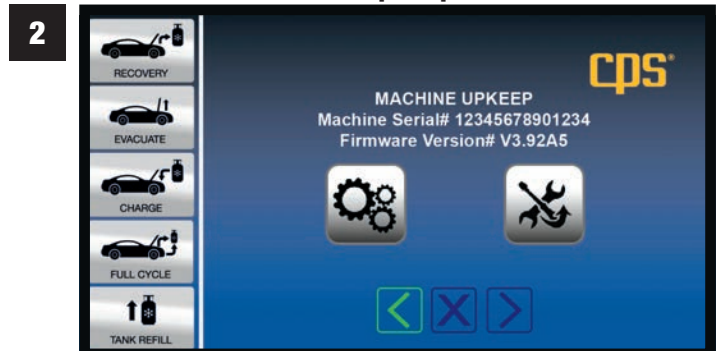 2
RECOVERY
EVACUATE
CHARGE
FULL CYCLE
TANK REFILL
cps®
MACHINE UPKEEP
Machine Serial# 12345678901234
Firmware Version# V3.92A5